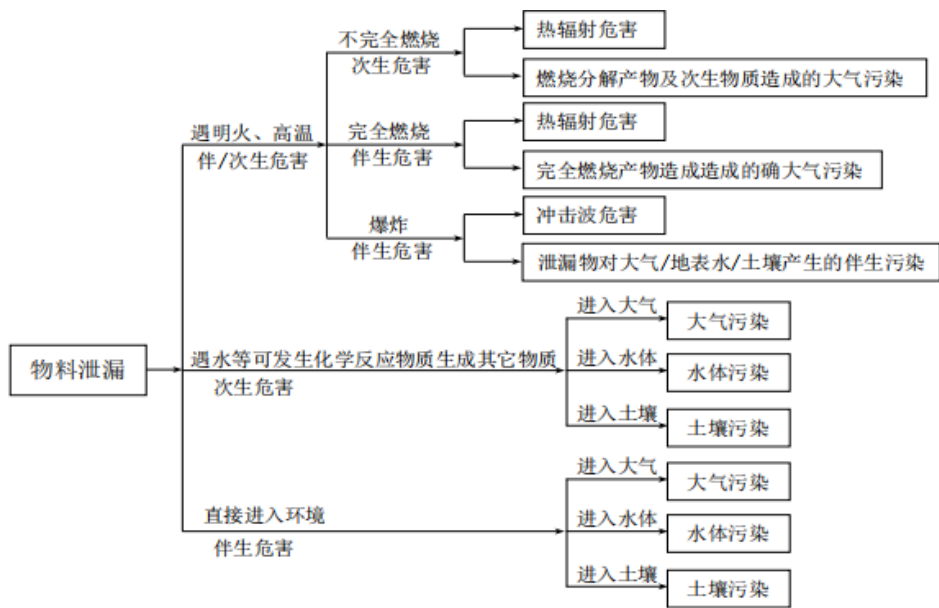 不完全燃烧
次生危害
热辐射危害
燃烧分解产物及次生物质造成的大气污染
遇明火、高温
伴/次生危害
完全燃烧
伴生危害
热辐射危害
完全燃烧产物造成造成的确大气污染
爆炸
伴生危害
冲击波危害
泄漏物对大气/地表水/土壤产生的伴生污染
物料泄漏
遇水等可发生化学反应物质生成其它物质
次生危害
进入大气
大气污染
进入水体
水体污染
进入土壤
土壤污染
直接进入环境
伴生危害
进入大气
大气污染
进入水体
水体污染
进入土壤
土壤污染